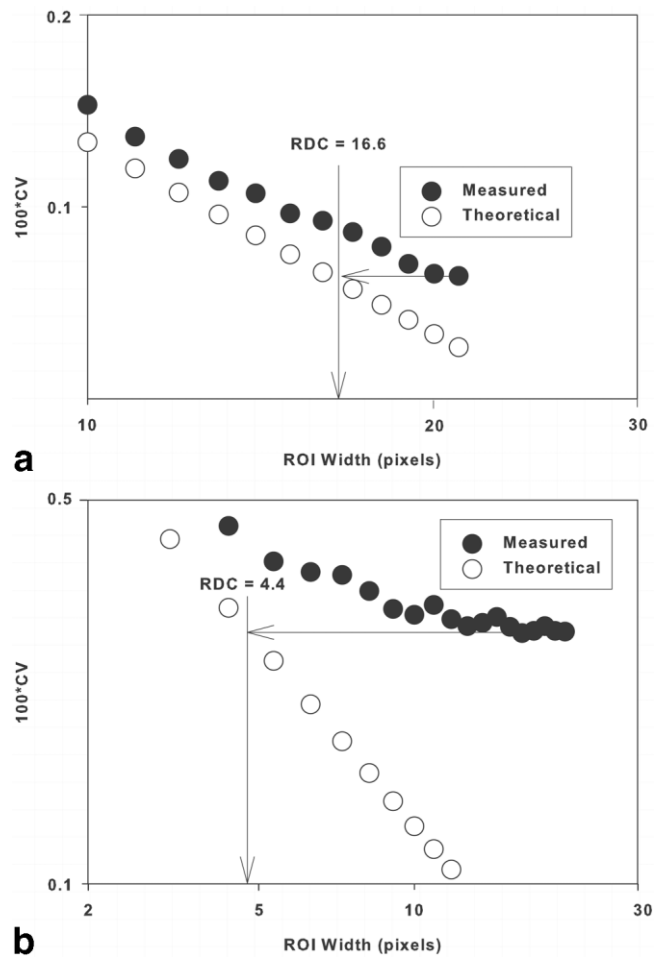 0.2
RDC = 16.6
Measured
Theoretical
0.1
100*CV
10
20
30
ROI Width (pixels)
a
0.5
Measured
Theoretical
RDC = 4.4
100*CV
0.1
2
5
10
30
ROI Width (pixels)
b